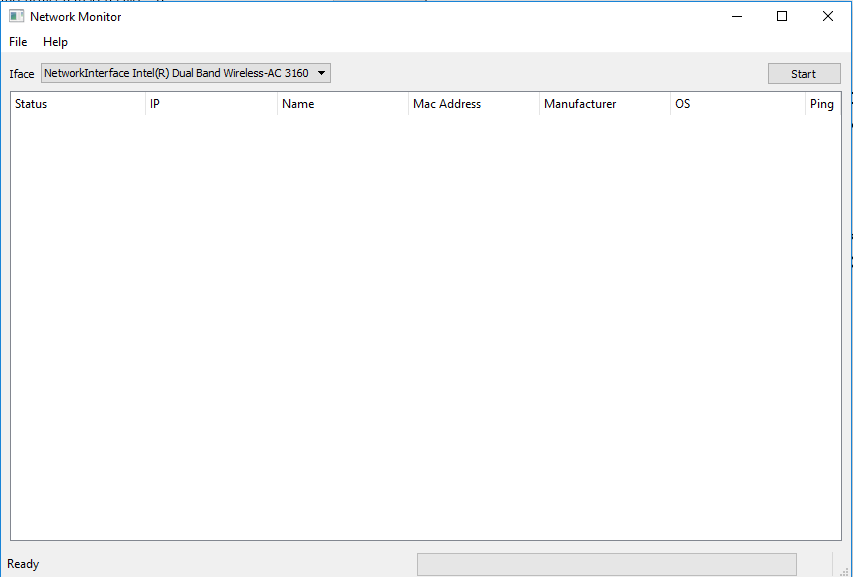 Network Monitor
File Help
Iface NetworkInterface Intel(R) Dual Band Wireless-AC 3160 Start
Status IP Name Mac Address Manufacturer OS Ping
Ready